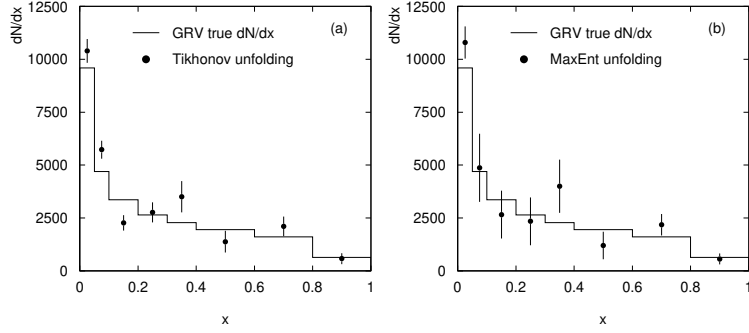 dN/dx
12500
10000
7500
5000
2500
0
0
0.2
0.4
0.6
0.8
1
x
GRV true dN/dx
Tikhonov unfolding
(a)
dN/dx
12500
10000
7500
5000
2500
0
0
0.2
0.4
0.6
0.8
1
x
GRV true dN/dx
MaxEnt unfolding
(b)